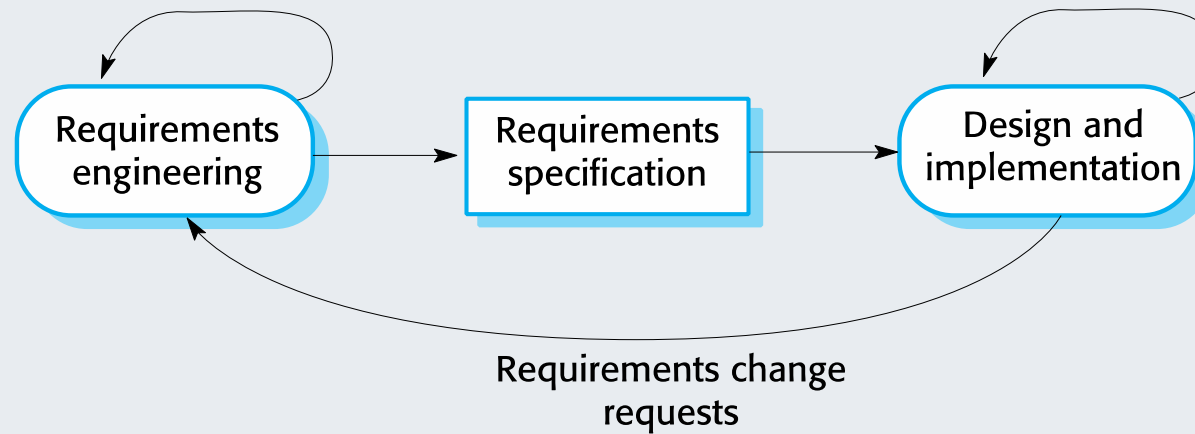 Requirements
engineering
Requirements
specification
Design and
implementation
Requirements change
requests